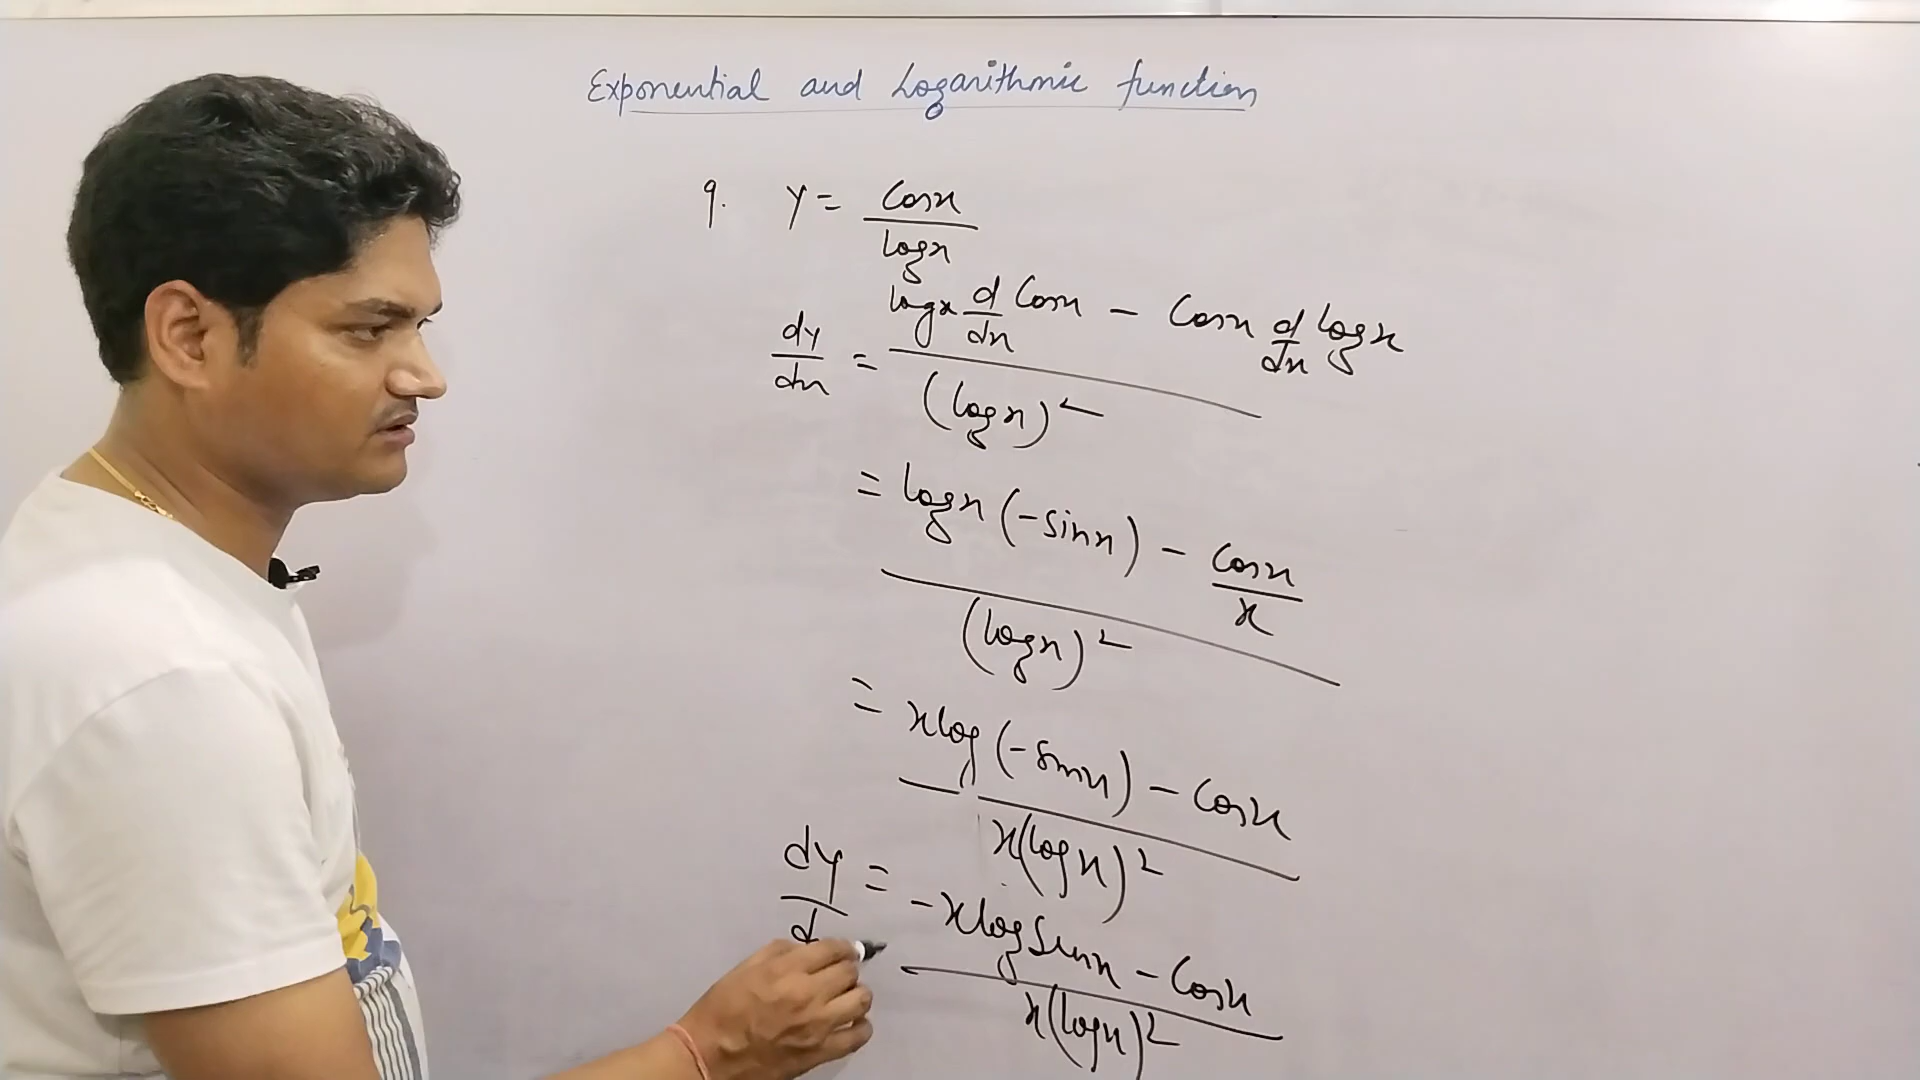 Exponential and Logarithmic function
9. y = cosx / logx
dy/dx = (logx d/dx cosx - cosx d/dx logx) / (logx)²
= (logx (-sinx) - cosx/x) / (logx)²
= (xlog (-sinx) - cosx) / x(logx)²
dy/d = (-xlog sinx - cosx) / x(logx)²